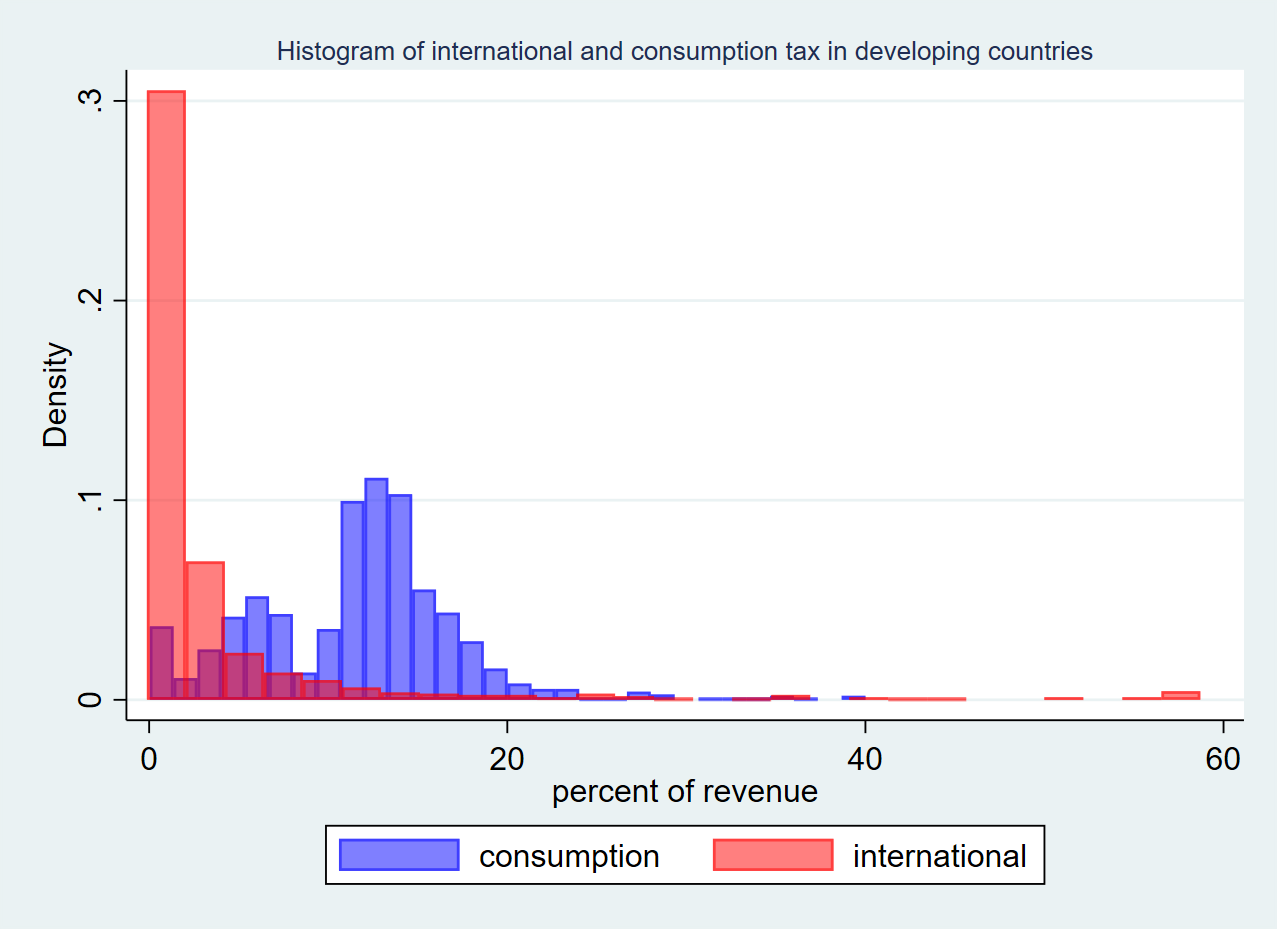 Histogram of international and consumption tax in developing countries
.3
.2
.1
0
Density
0 20 40 60
percent of revenue
consumption international